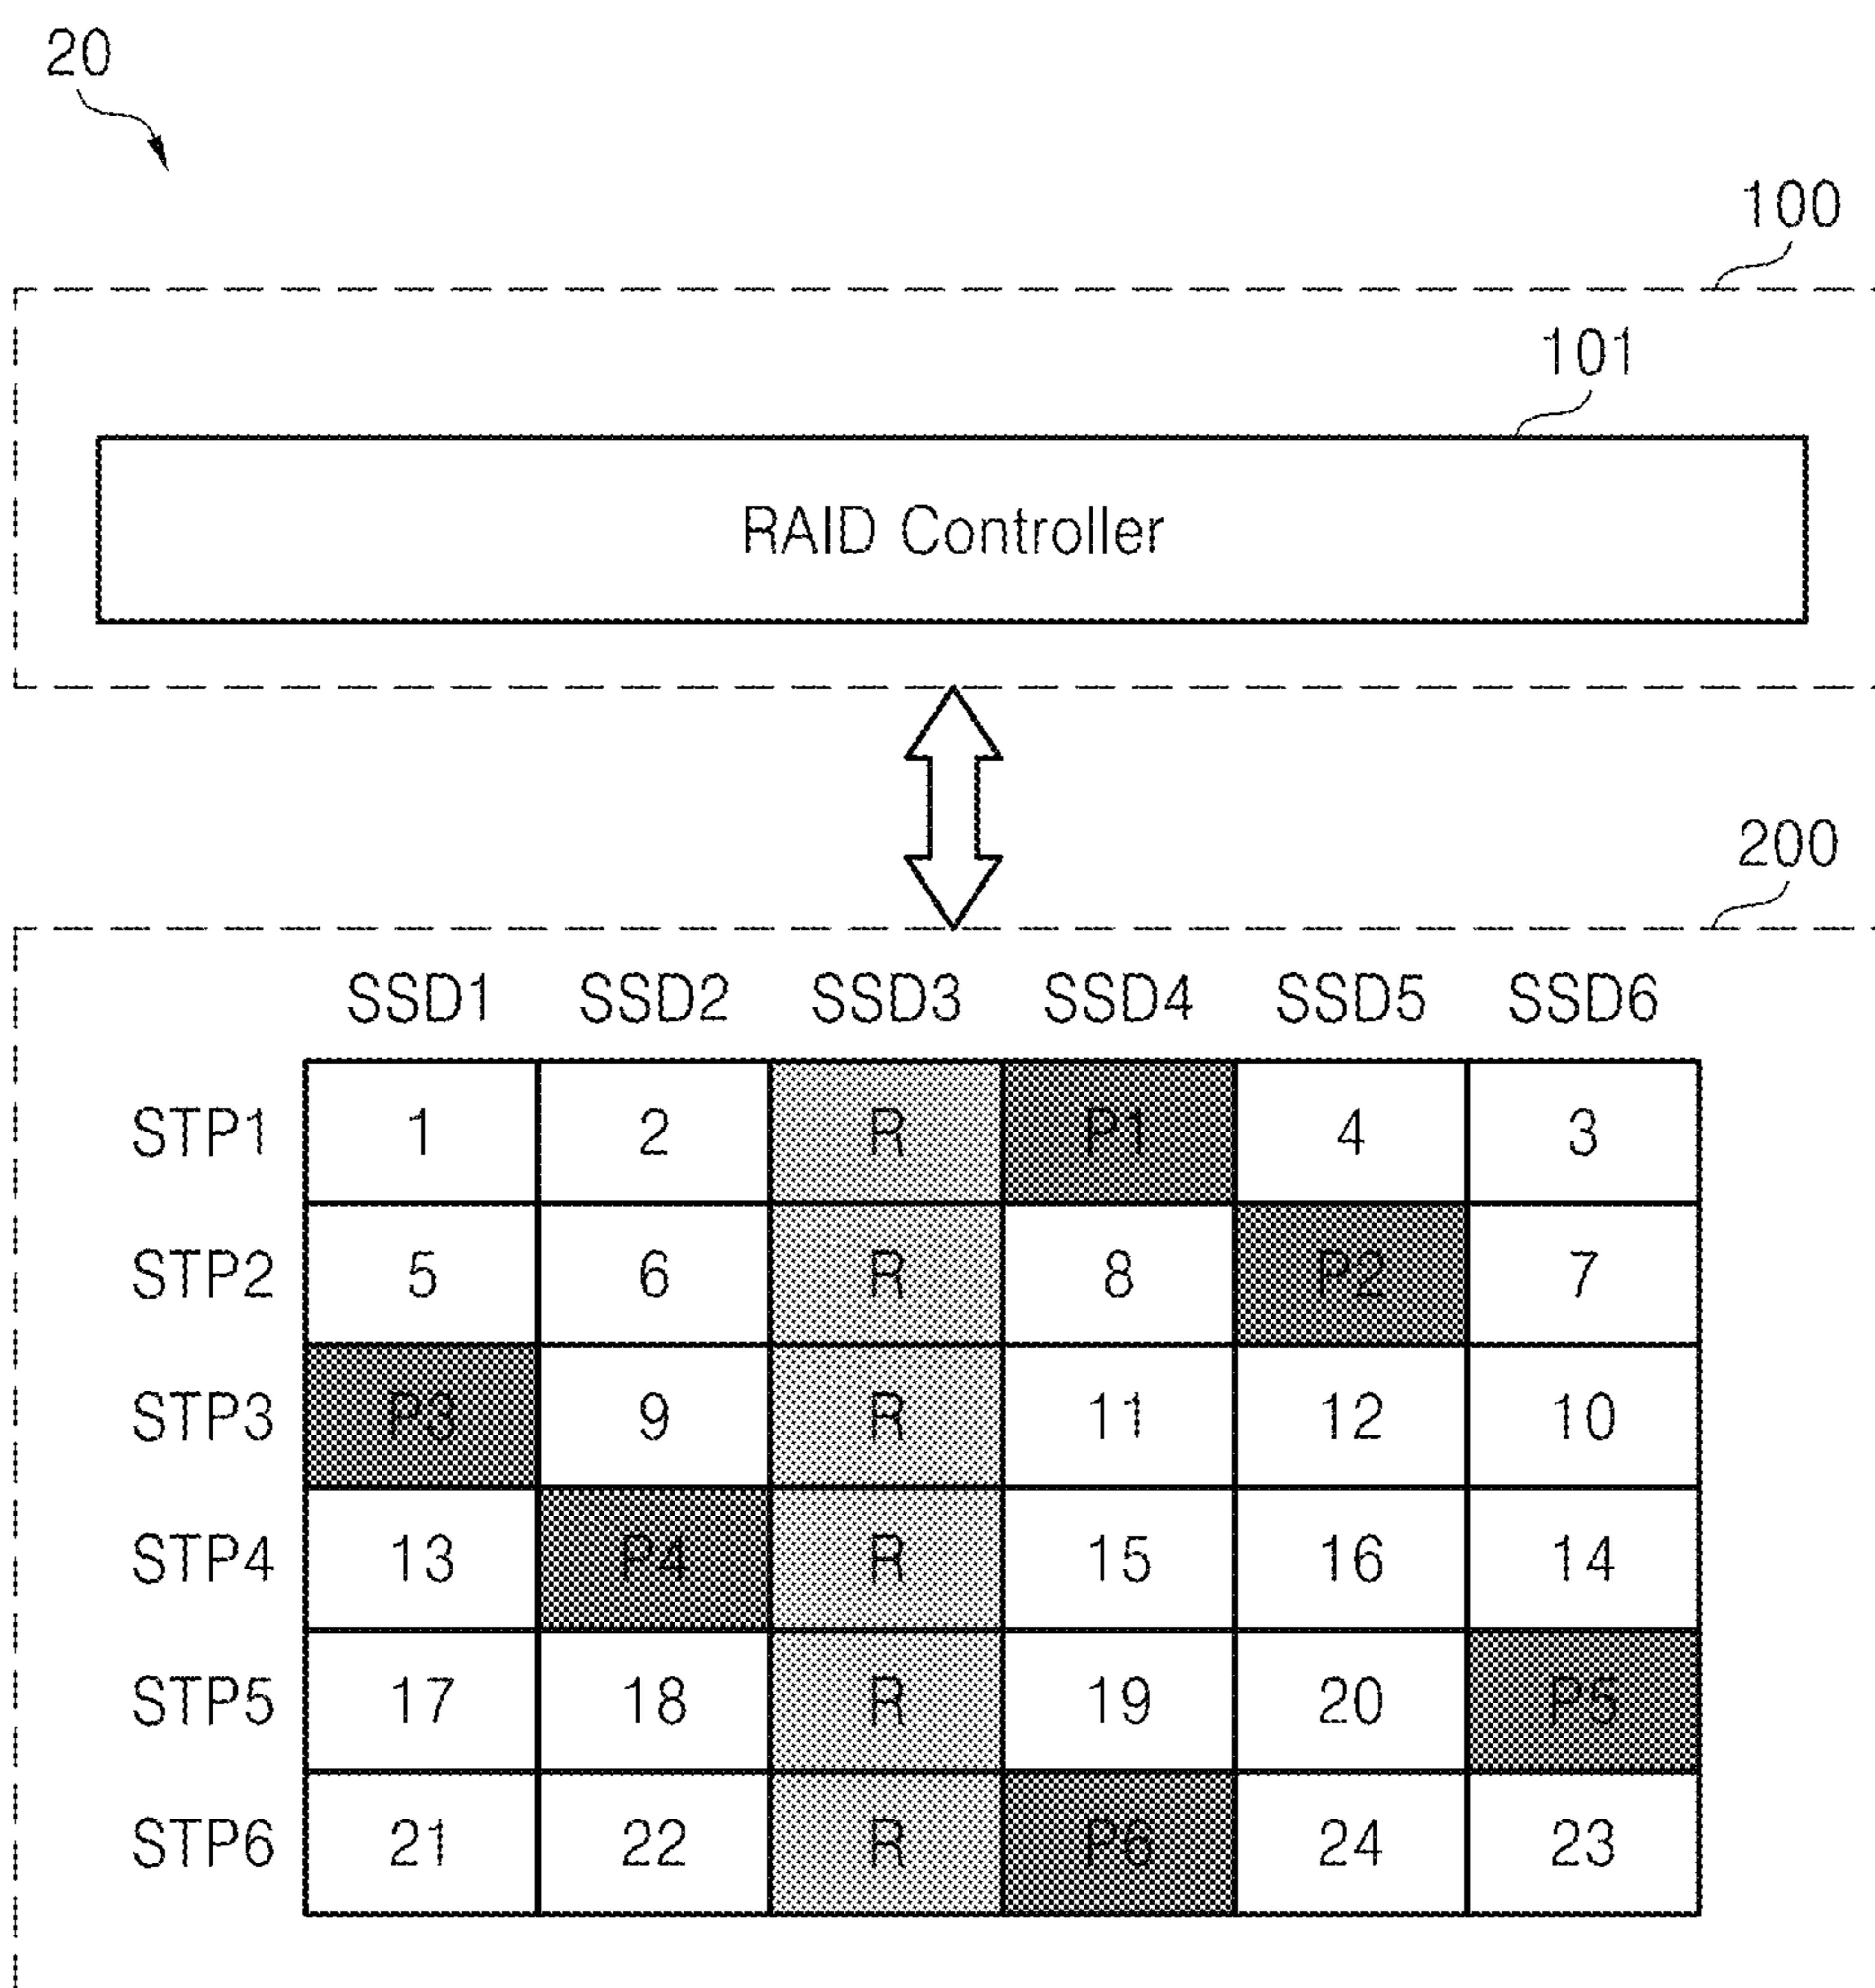 20
100
101
RAID Controller
200
SSD1 SSD2 SSD3 SSD4 SSD5 SSD6
STP1 1 2 R P1 4 3
STP2 5 6 R 8 P2 7
STP3 P3 9 R 11 12 10
STP4 13 P4 R 15 16 14
STP5 17 18 R 19 20 P5
STP6 21 22 R P6 24 23